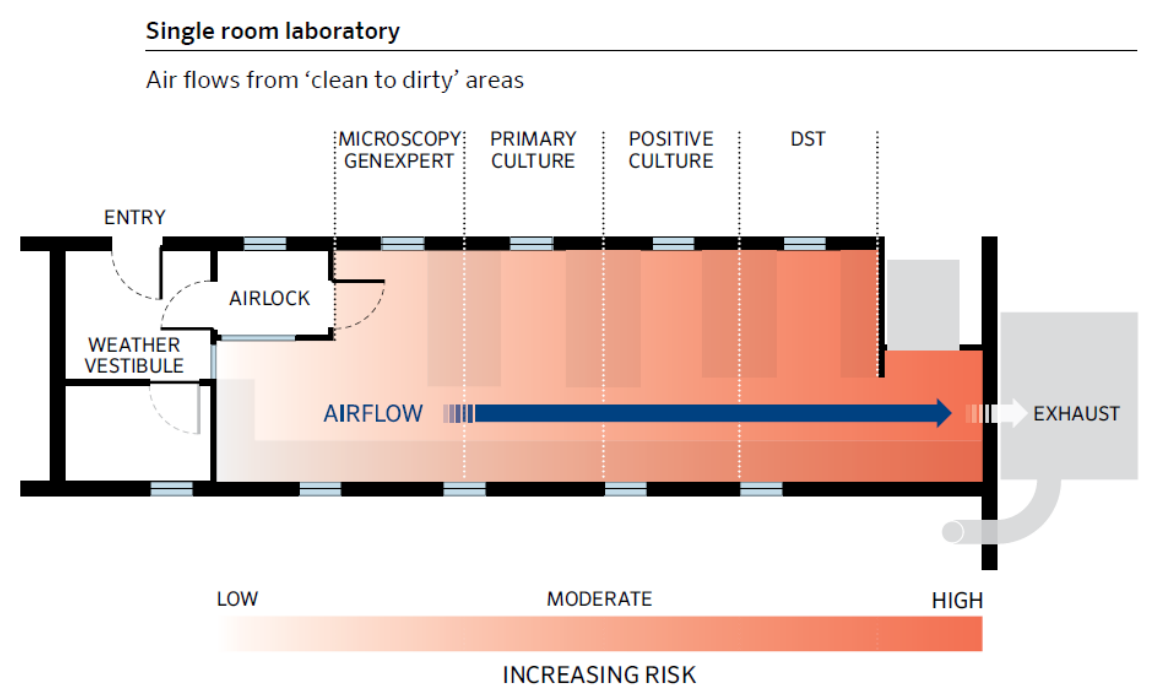 Single room laboratory
Air flows from ‘clean to dirty’ areas
MICROSCOPY
GENEXPERT
PRIMARY
CULTURE
POSITIVE
CULTURE
DST
ENTRY
AIRLOCK
WEATHER
VESTIBULE
AIRFLOW
EXHAUST
LOW
MODERATE
HIGH
INCREASING RISK